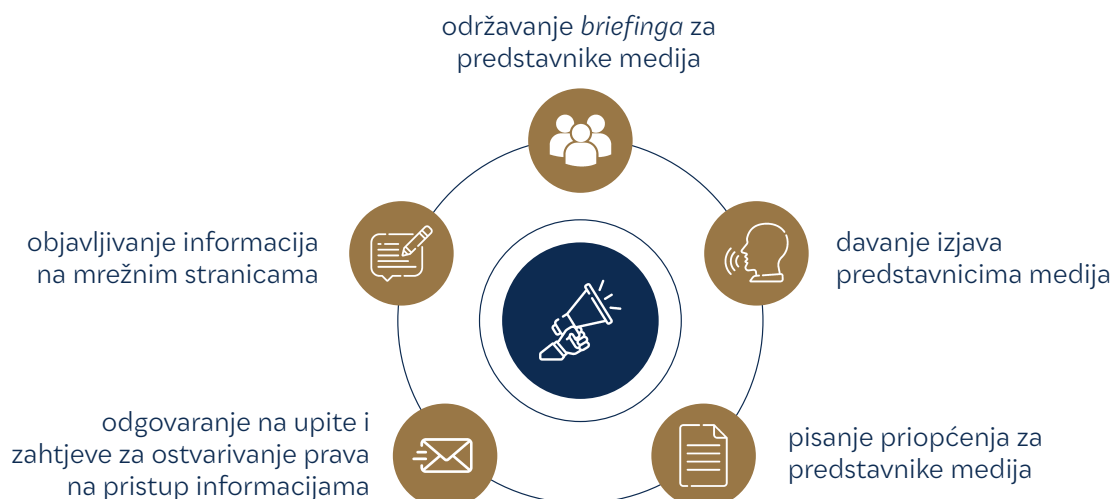 održavanje briefinga za
predstavnike medija
objavljivanje informacija
na mrežnim stranicama
davanje izjava
predstavnicima medija
odgovaranje na upite i
zahtjeve za ostvarivanje prava
na pristup informacijama
pisanje priopćenja za
predstavnike medija